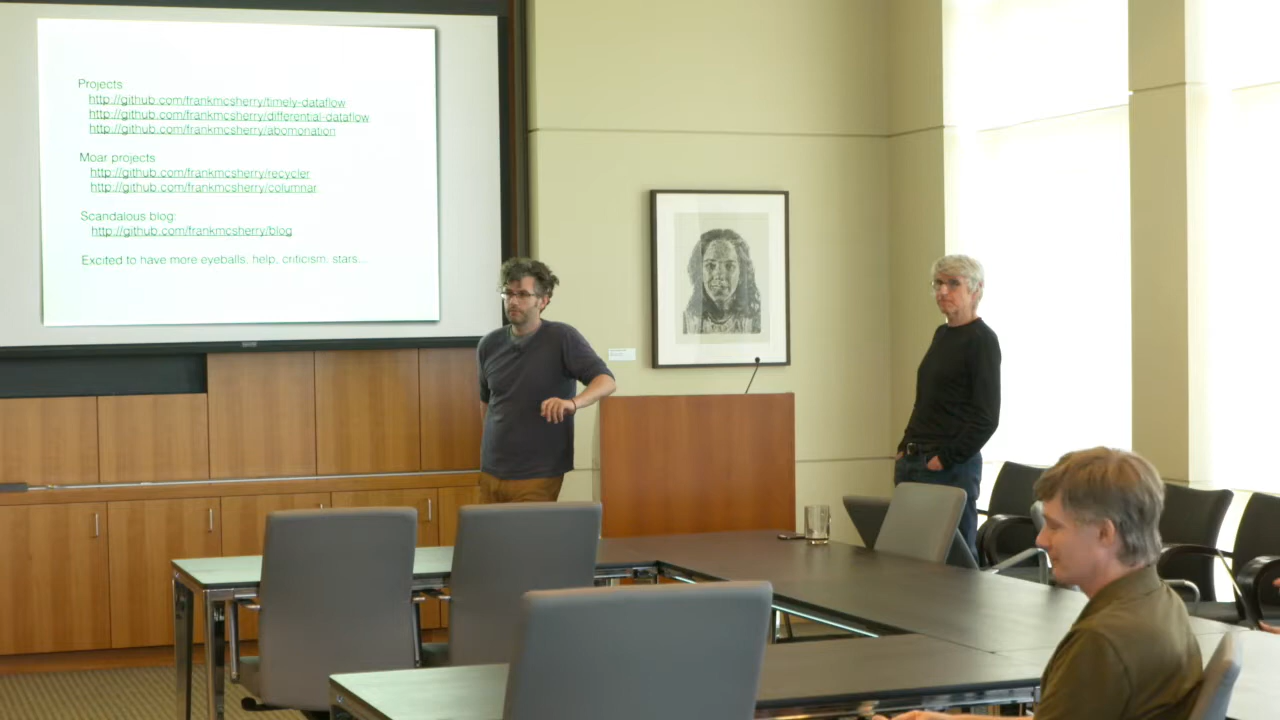 Projects
http://github.com/frankmcsherry/timely-dataflow
http://github.com/frankmcsherry/differential-dataflow
http://github.com/frankmcsherry/abomonation
Moar projects
http://github.com/frankmcsherry/recycler
http://github.com/frankmcsherry/columnar
Scandalous blog:
http://github.com/frankmcsherry/blog
Excited to have more eyeballs, help, criticism, stars...